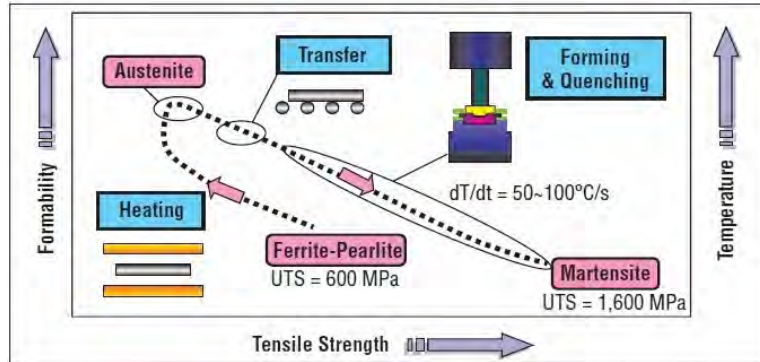 Austenite
Transfer
Forming
& Quenching
Formability
Temperature
dT/dt = 50~100°C/s
Heating
Ferrite-Pearlite
UTS = 600 MPa
Martensite
UTS = 1,600 MPa
Tensile Strength